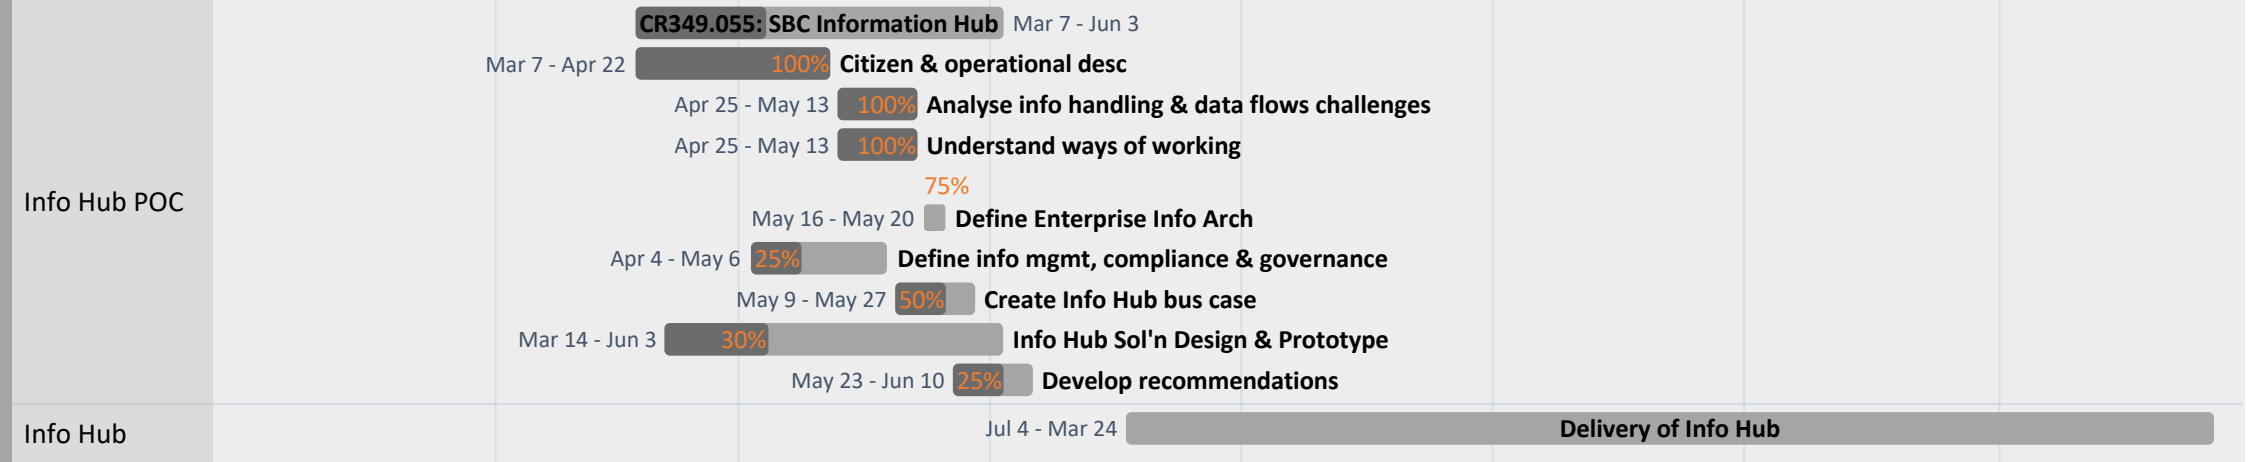 CR349.055: SBC Information Hub Mar 7 - Jun 3
Mar 7 - Apr 22 100% Citizen & operational desc
Apr 25 - May 13 100% Analyse info handling & data flows challenges
Apr 25 - May 13 100% Understand ways of working
Info Hub POC
75%
May 16 - May 20 Define Enterprise Info Arch
Apr 4 - May 6 25% Define info mgmt, compliance & governance
May 9 - May 27 50% Create Info Hub bus case
Mar 14 - Jun 3 30% Info Hub Sol'n Design & Prototype
May 23 - Jun 10 25% Develop recommendations
Info Hub Jul 4 - Mar 24 Delivery of Info Hub